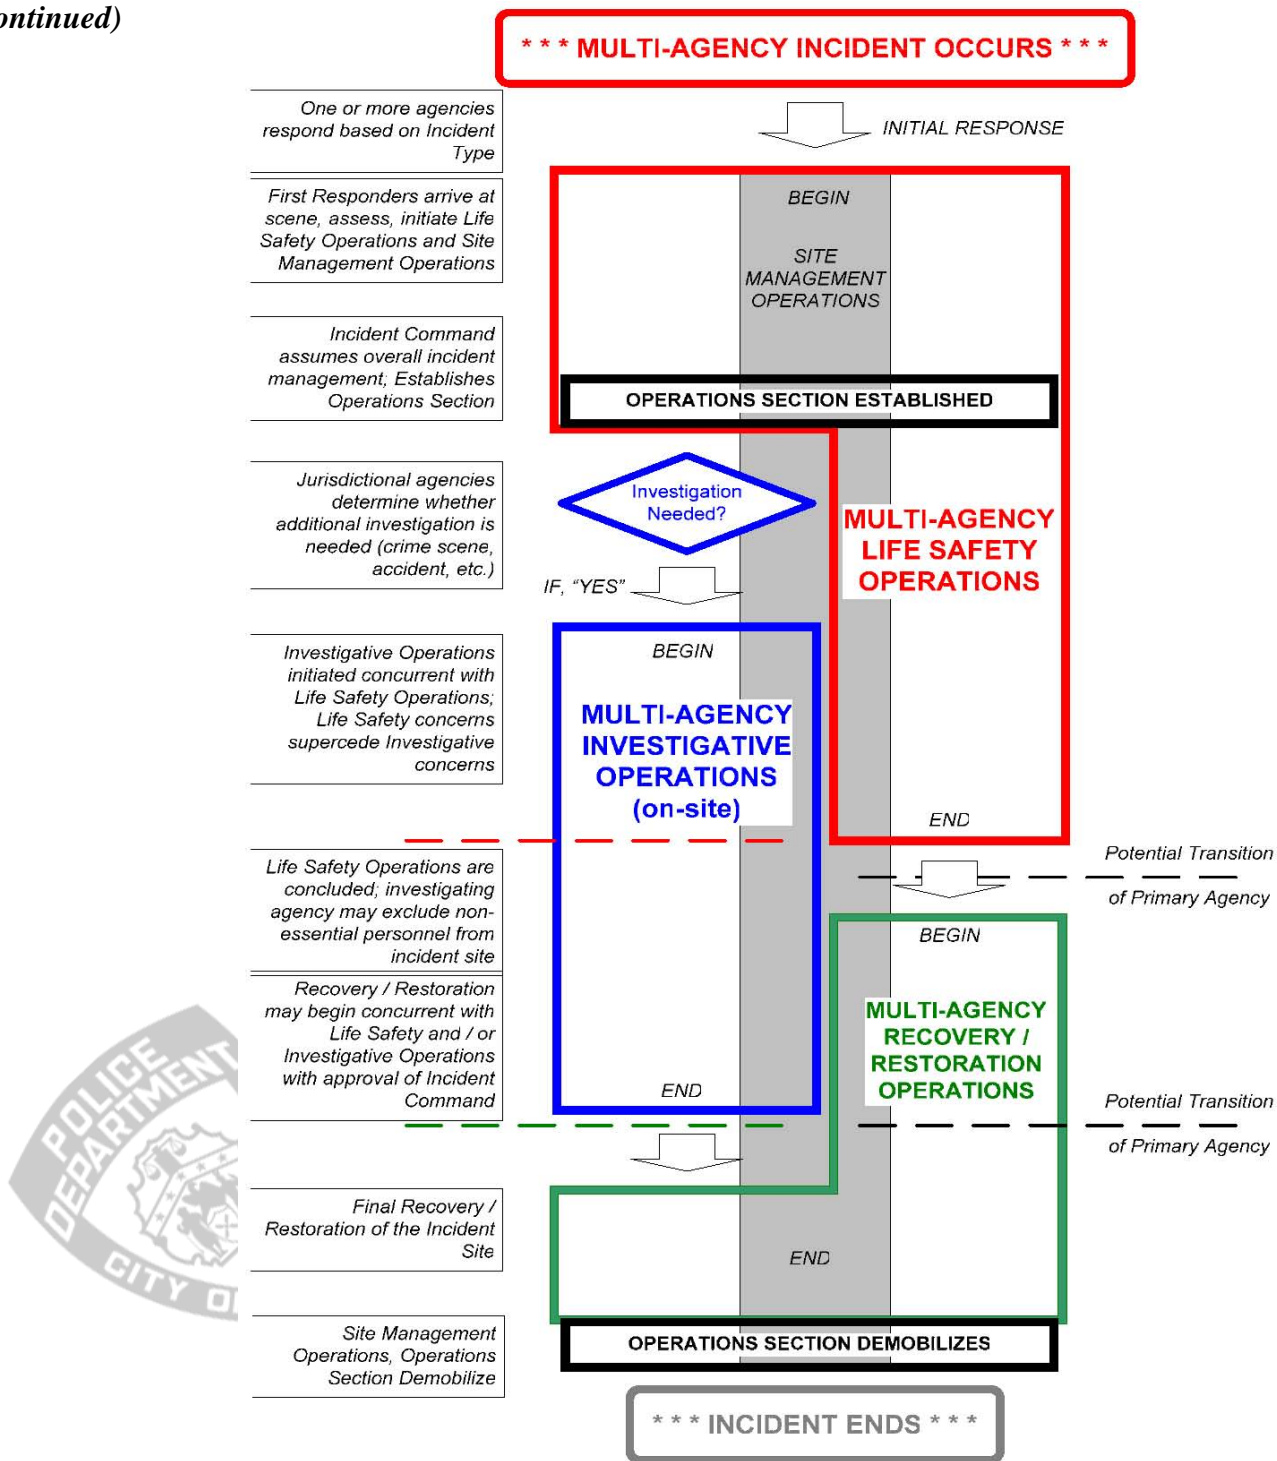 ontinued)
* * * MULTI-AGENCY INCIDENT OCCURS * * *
One or more agencies
respond based on Incident
Type
INITIAL RESPONSE
First Responders arrive at
scene, assess, initiate Life
Safety Operations and Site
Management Operations
BEGIN
SITE
MANAGEMENT
OPERATIONS
Incident Command
assumes overall incident
management; Establishes
Operations Section
OPERATIONS SECTION ESTABLISHED
Jurisdictional agencies
determine whether
additional investigation is
needed (crime scene,
accident, etc.)
Investigation
Needed?
MULTI-AGENCY
LIFE SAFETY
OPERATIONS
IF, “YES”
Investigative Operations
initiated concurrent with
Life Safety Operations;
Life Safety concerns
supercede Investigative
concerns
BEGIN
MULTI-AGENCY
INVESTIGATIVE
OPERATIONS
(on-site)
END
Potential Transition
of Primary Agency
Life Safety Operations are
concluded; investigating
agency may exclude non-
essential personnel from
incident site
BEGIN
Recovery / Restoration
may begin concurrent with
Life Safety and / or
Investigative Operations
with approval of Incident
Command
MULTI-AGENCY
RECOVERY /
RESTORATION
OPERATIONS
END
Potential Transition
of Primary Agency
Final Recovery /
Restoration of the Incident
Site
END
Site Management
Operations, Operations
Section Demobilize
OPERATIONS SECTION DEMOBILIZES
* * * INCIDENT ENDS * * *
POLICE
DEPARTMENT
CITY O